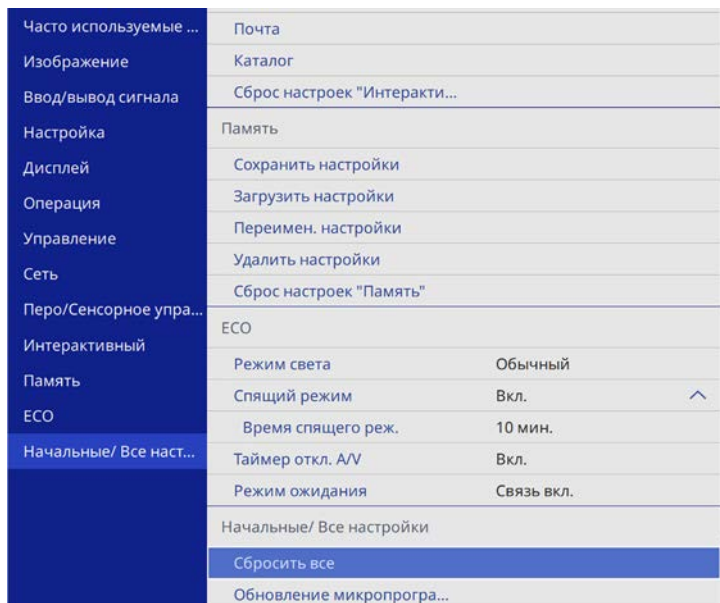 Часто используемые ...
Изображение
Ввод/вывод сигнала
Настройка
Дисплей
Операция
Управление
Сеть
Перо/Сенсорное упра...
Интерактивный
Память
ECO
Начальные/ Все наст...
Почта
Каталог
Сброс настроек "Интеракти...
Память
Сохранить настройки
Загрузить настройки
Переимен. настройки
Удалить настройки
Сброс настроек "Память"
ECO
Режим света Обычный
Спящий режим Вкл.
Время спящего реж. 10 мин.
Таймер откл. A/V Вкл.
Режим ожидания Связь вкл.
Начальные/ Все настройки
Сбросить все
Обновление микропрогра...